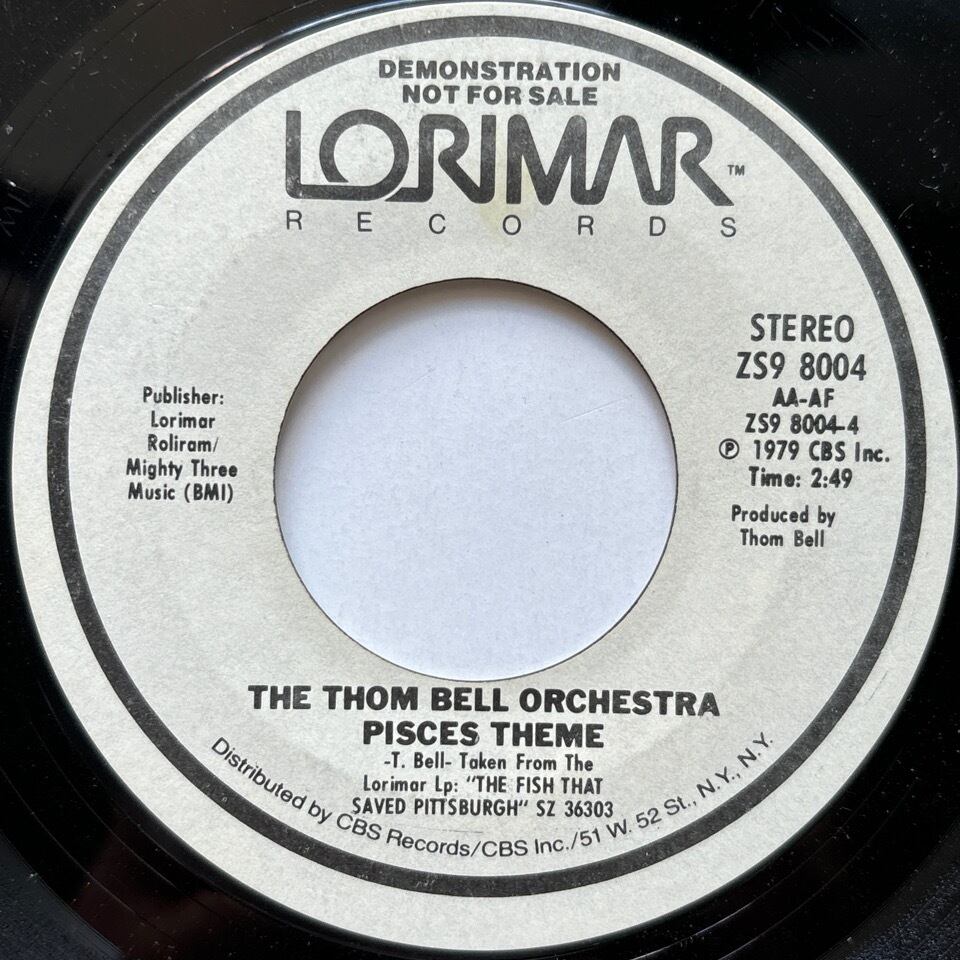 DEMONSTRATION
NOT FOR SALE
LORIMAR™
RECORDS
Publisher:
Lorimar
Roliram/
Mighty Three
Music (BMI)
STEREO
ZS9 8004
AA-AF
ZS9 8004-4
℗ 1979 CBS Inc.
Time: 2:49
Produced by
Thom Bell
THE THOM BELL ORCHESTRA
PISCES THEME
-T. Bell- Taken From The
Lorimar Lp: "THE FISH THAT
SAVED PITTSBURGH" SZ 36303
Distributed by CBS Records/CBS Inc./51 W. 52 St., N.Y., N.Y.